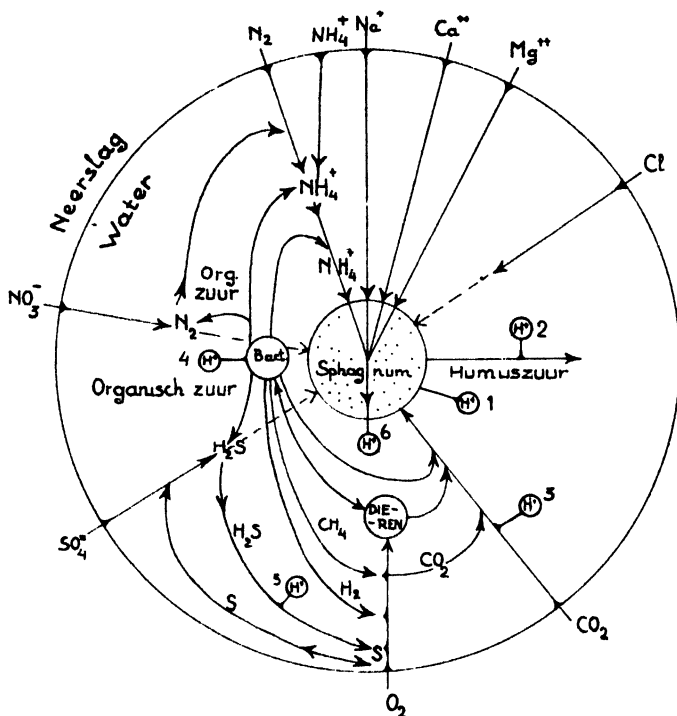 N₂
NH₄⁺
Na⁺
Ca⁺⁺
Mg⁺⁺
Cl
Neerslag
Water
NH₄⁺
NH₄⁺
Org.
zuur
NO₃⁻
N₂
4
H⁺
Bact
Organisch zuur
Sphagnum
H⁺
2
Humuszuur
H⁺
1
H⁺
6
H₂S
SO₄⁼
H₂S
DIE-
-REN
H⁺
3
CH₄
CO₂
5
H⁺
H₂
S
S
CO₂
O₂